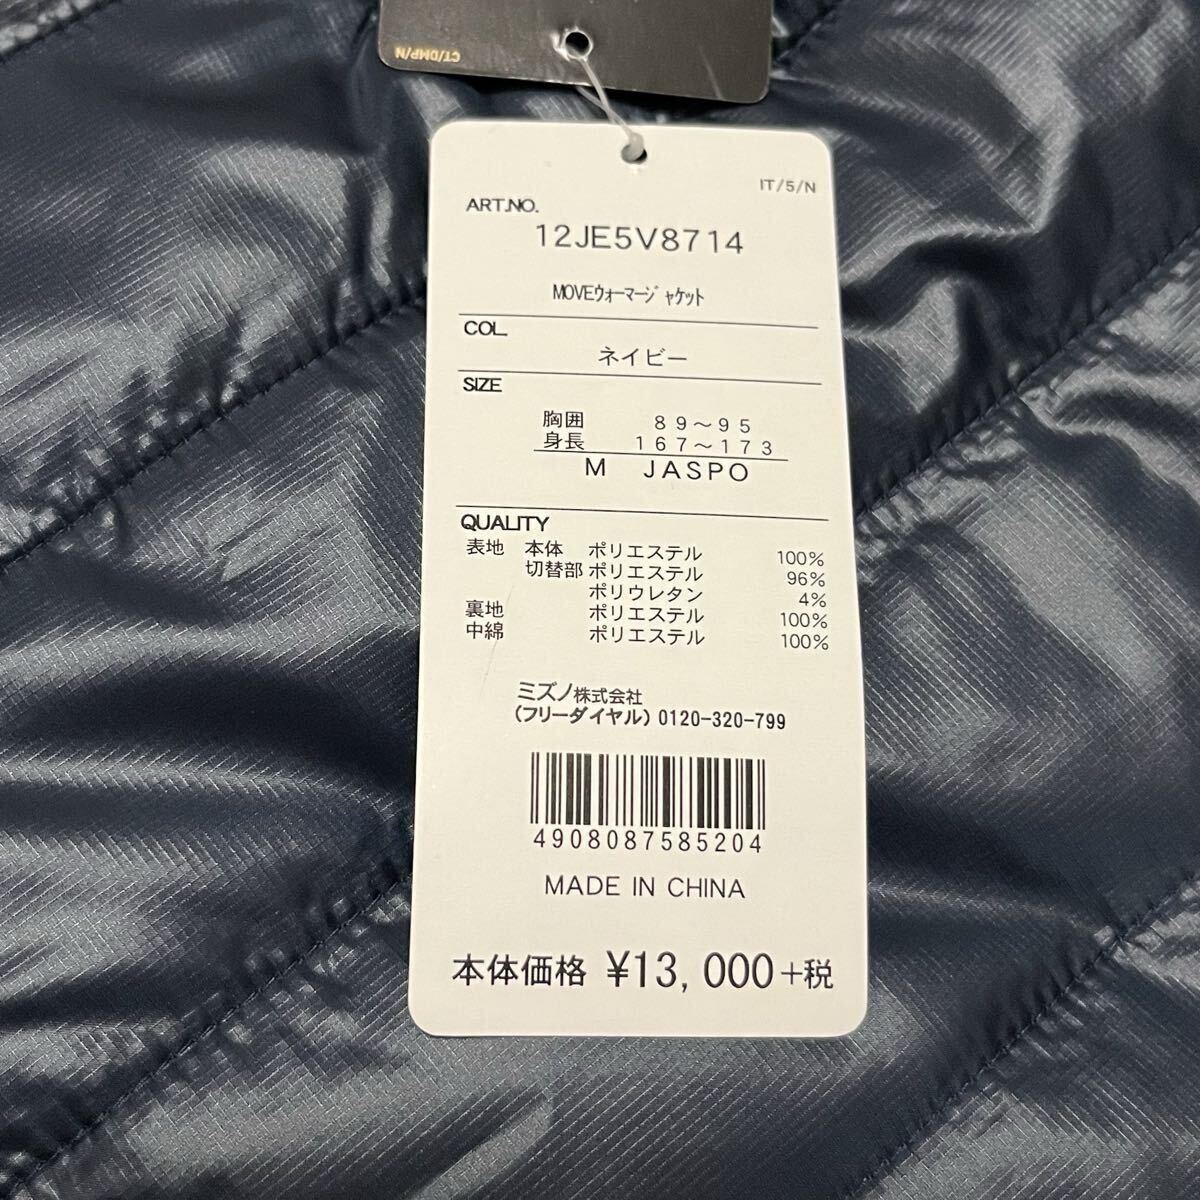 CT/DMP/N
IT/5/N
ART.NO.
12JE5V8714
MOVEウォーマージャケット
COL.
ネイビー
SIZE
胸囲 89～95
身長 167～173
M JASPO
QUALITY
表地 本体 ポリエステル 100%
切替部 ポリエステル 96%
ポリウレタン 4%
裏地 ポリエステル 100%
中綿 ポリエステル 100%
ミズノ株式会社
(フリーダイヤル) 0120-320-799
4908087585204
MADE IN CHINA
本体価格 ¥13,000+税